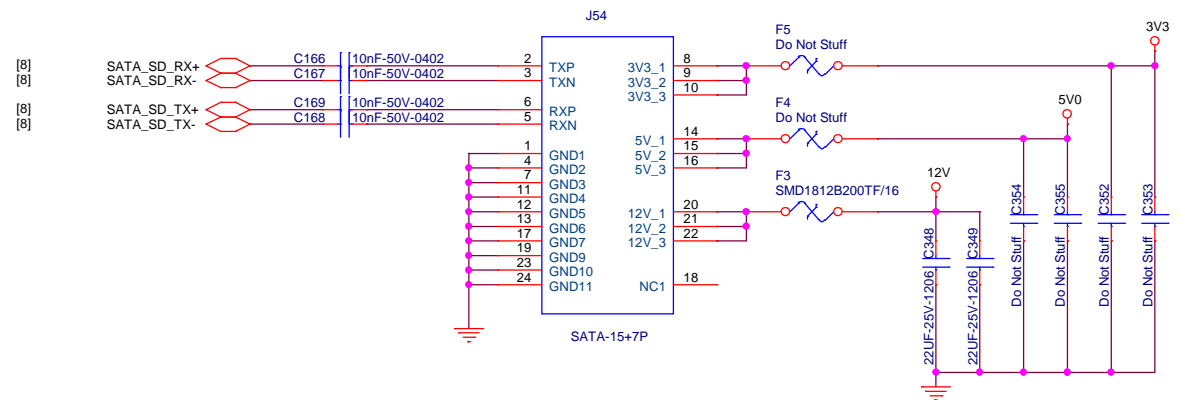 J54
F5
Do Not Stuff
3V3
[8] SATA_SD_RX+ C166 10nF-50V-0402 2 TXP 3V3_1 8
[8] SATA_SD_RX- C167 10nF-50V-0402 3 TXN 3V3_2 9
3V3_3 10
[8] SATA_SD_TX+ C169 10nF-50V-0402 6 RXP
[8] SATA_SD_TX- C168 10nF-50V-0402 5 RXN
F4
Do Not Stuff
5V0
5V_1 14
1 GND1 5V_2 15
4 GND2 5V_3 16
7 GND3
11 GND4
12 GND5 12V_1 20
13 GND6 12V_2 21
17 GND7 12V_3 22
19 GND9
23 GND10
24 GND11 NC1 18
F3
SMD1812B200TF/16
12V
SATA-15+7P
22UF-25V-1206 C348
22UF-25V-1206 C349
Do Not Stuff C354
Do Not Stuff C355
Do Not Stuff C352
Do Not Stuff C353